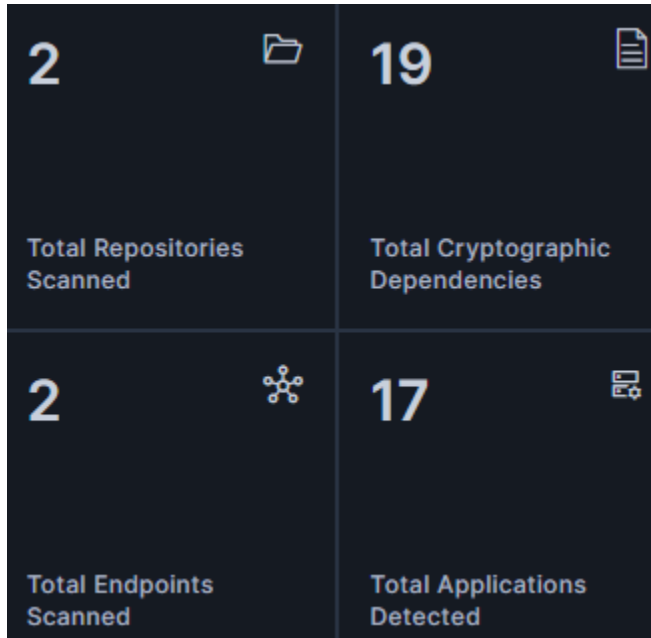 2
19
Total Repositories
Scanned
Total Cryptographic
Dependencies
2
17
Total Endpoints
Scanned
Total Applications
Detected